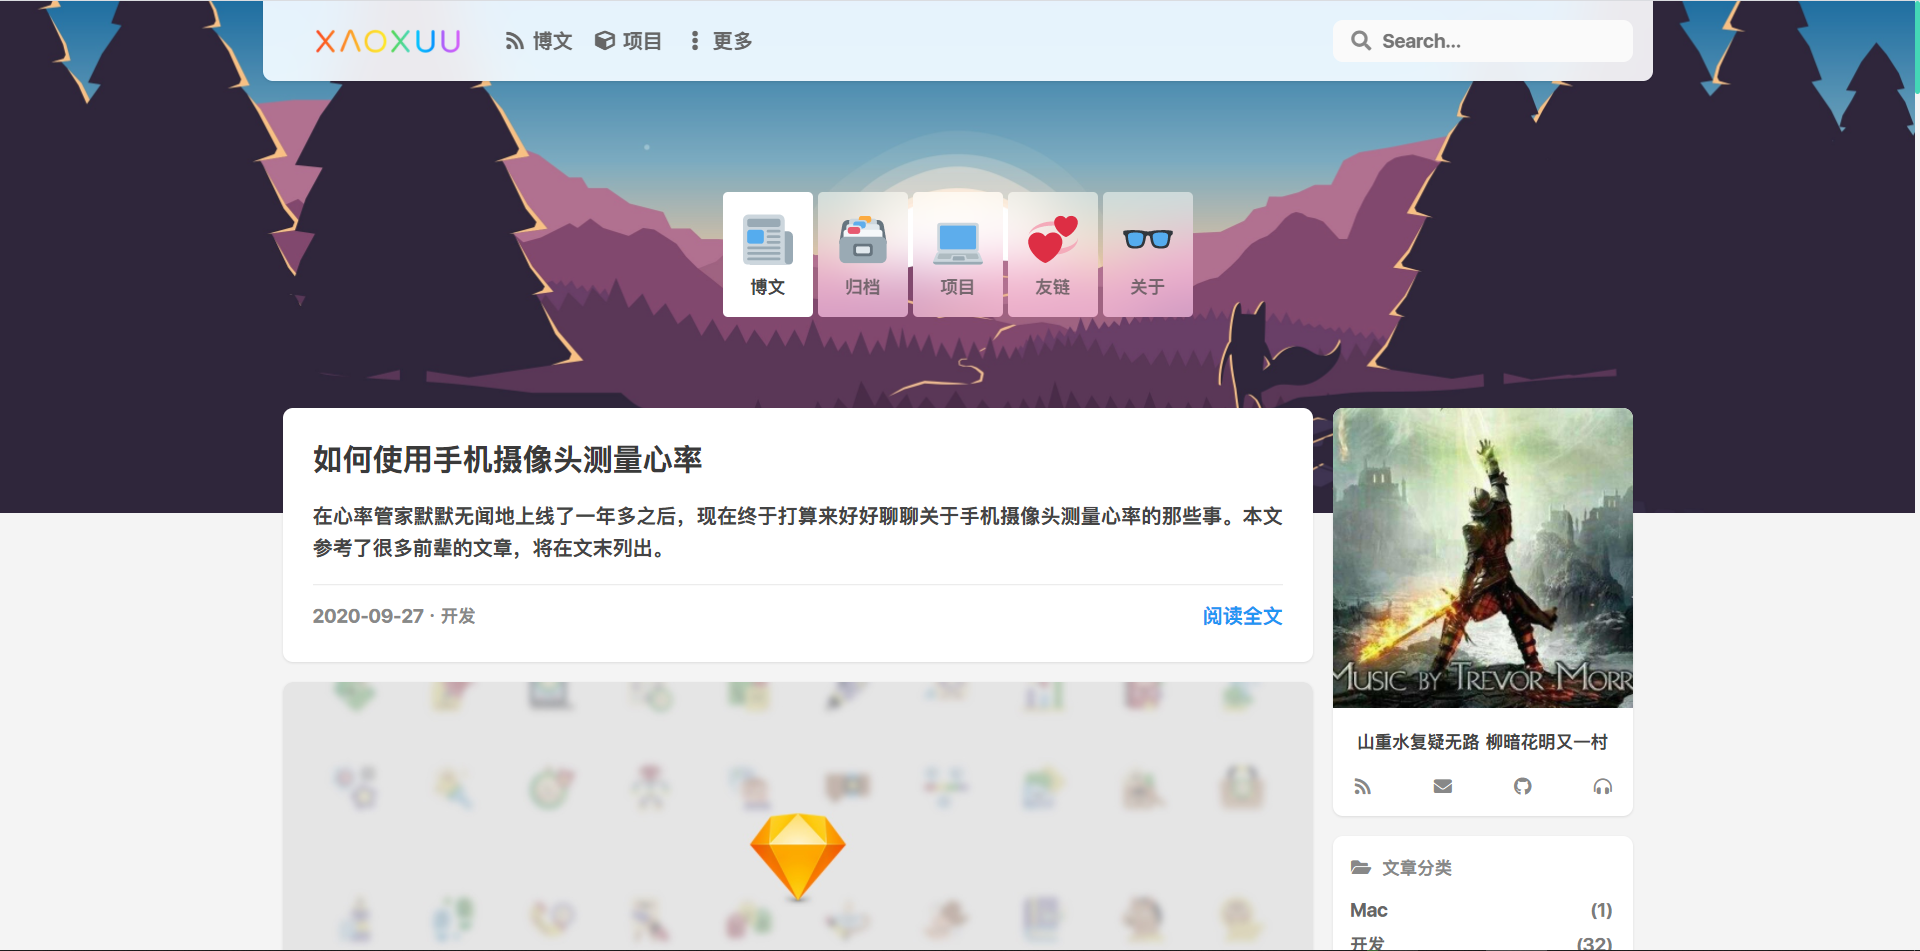 XAOXUU
博文
项目
更多
Search...
博文
归档
项目
友链
关于
如何使用手机摄像头测量心率
在心率管家默默无闻地上线了一年多之后，现在终于打算来好好聊聊关于手机摄像头测量心率的那些事。本文
参考了很多前辈的文章，将在文末列出。
2020-09-27 · 开发
阅读全文
MUSIC BY TREVOR MORR
山重水复疑无路 柳暗花明又一村
文章分类
Mac (1)
开发 (32)